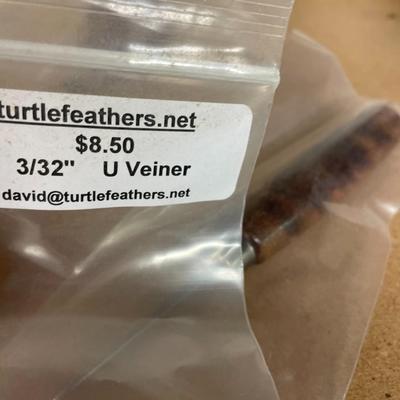 turtlefeathers.net
$8.50
3/32" U Veiner
david@turtlefeathers.net